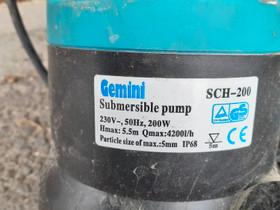 Gemini
Submersible pump SCH-200
230V~, 50Hz, 200W
Hmax: 5.5m Qmax:4200l/h
Particle size of max.:5mm IP68
5m